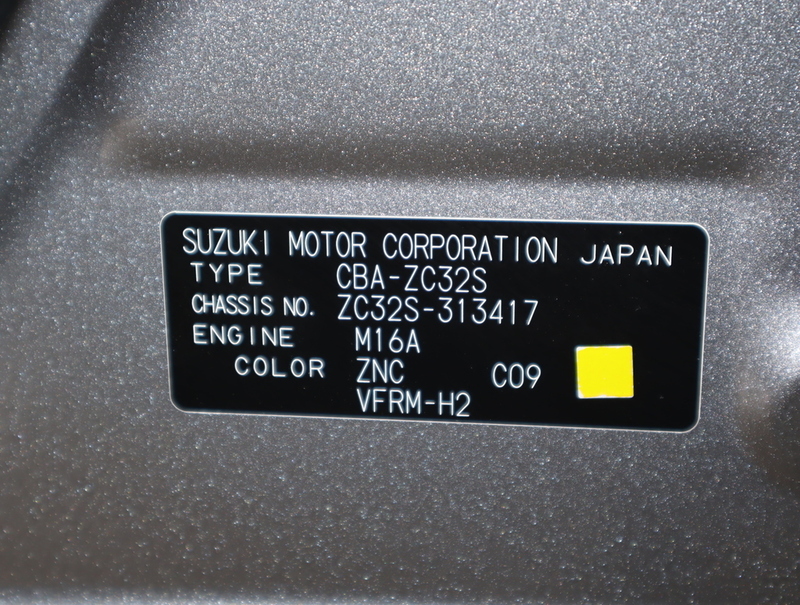 SUZUKI MOTOR CORPORATION JAPAN
TYPE CBA-ZC32S
CHASSIS NO. ZC32S-313417
ENGINE M16A
COLOR ZNC C09
VFRM-H2